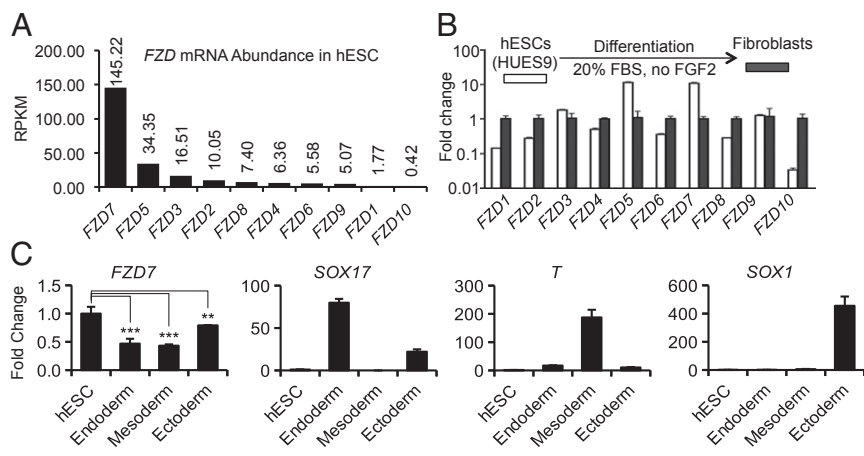 A
FZD mRNA Abundance in hESC
RPKM
200.00
150.00
100.00
50.00
0.00
145.22
34.35
16.51
10.05
7.40
6.36
5.58
5.07
1.77
0.42
FZD7
FZD5
FZD3
FZD2
FZD8
FZD4
FZD6
FZD9
FZD1
FZD10
B
hESCs
(HUES9)
Differentiation
20% FBS, no FGF2
Fibroblasts
Fold change
100
10
1
0.1
0.01
FZD1
FZD2
FZD3
FZD4
FZD5
FZD6
FZD7
FZD8
FZD9
FZD10
C
FZD7
Fold Change
1.5
1.0
0.5
0.0
***
***
**
hESC
Endoderm
Mesoderm
Ectoderm
SOX17
100
50
0
hESC
Endoderm
Mesoderm
Ectoderm
T
300
200
100
0
hESC
Endoderm
Mesoderm
Ectoderm
SOX1
600
400
200
0
hESC
Endoderm
Mesoderm
Ectoderm